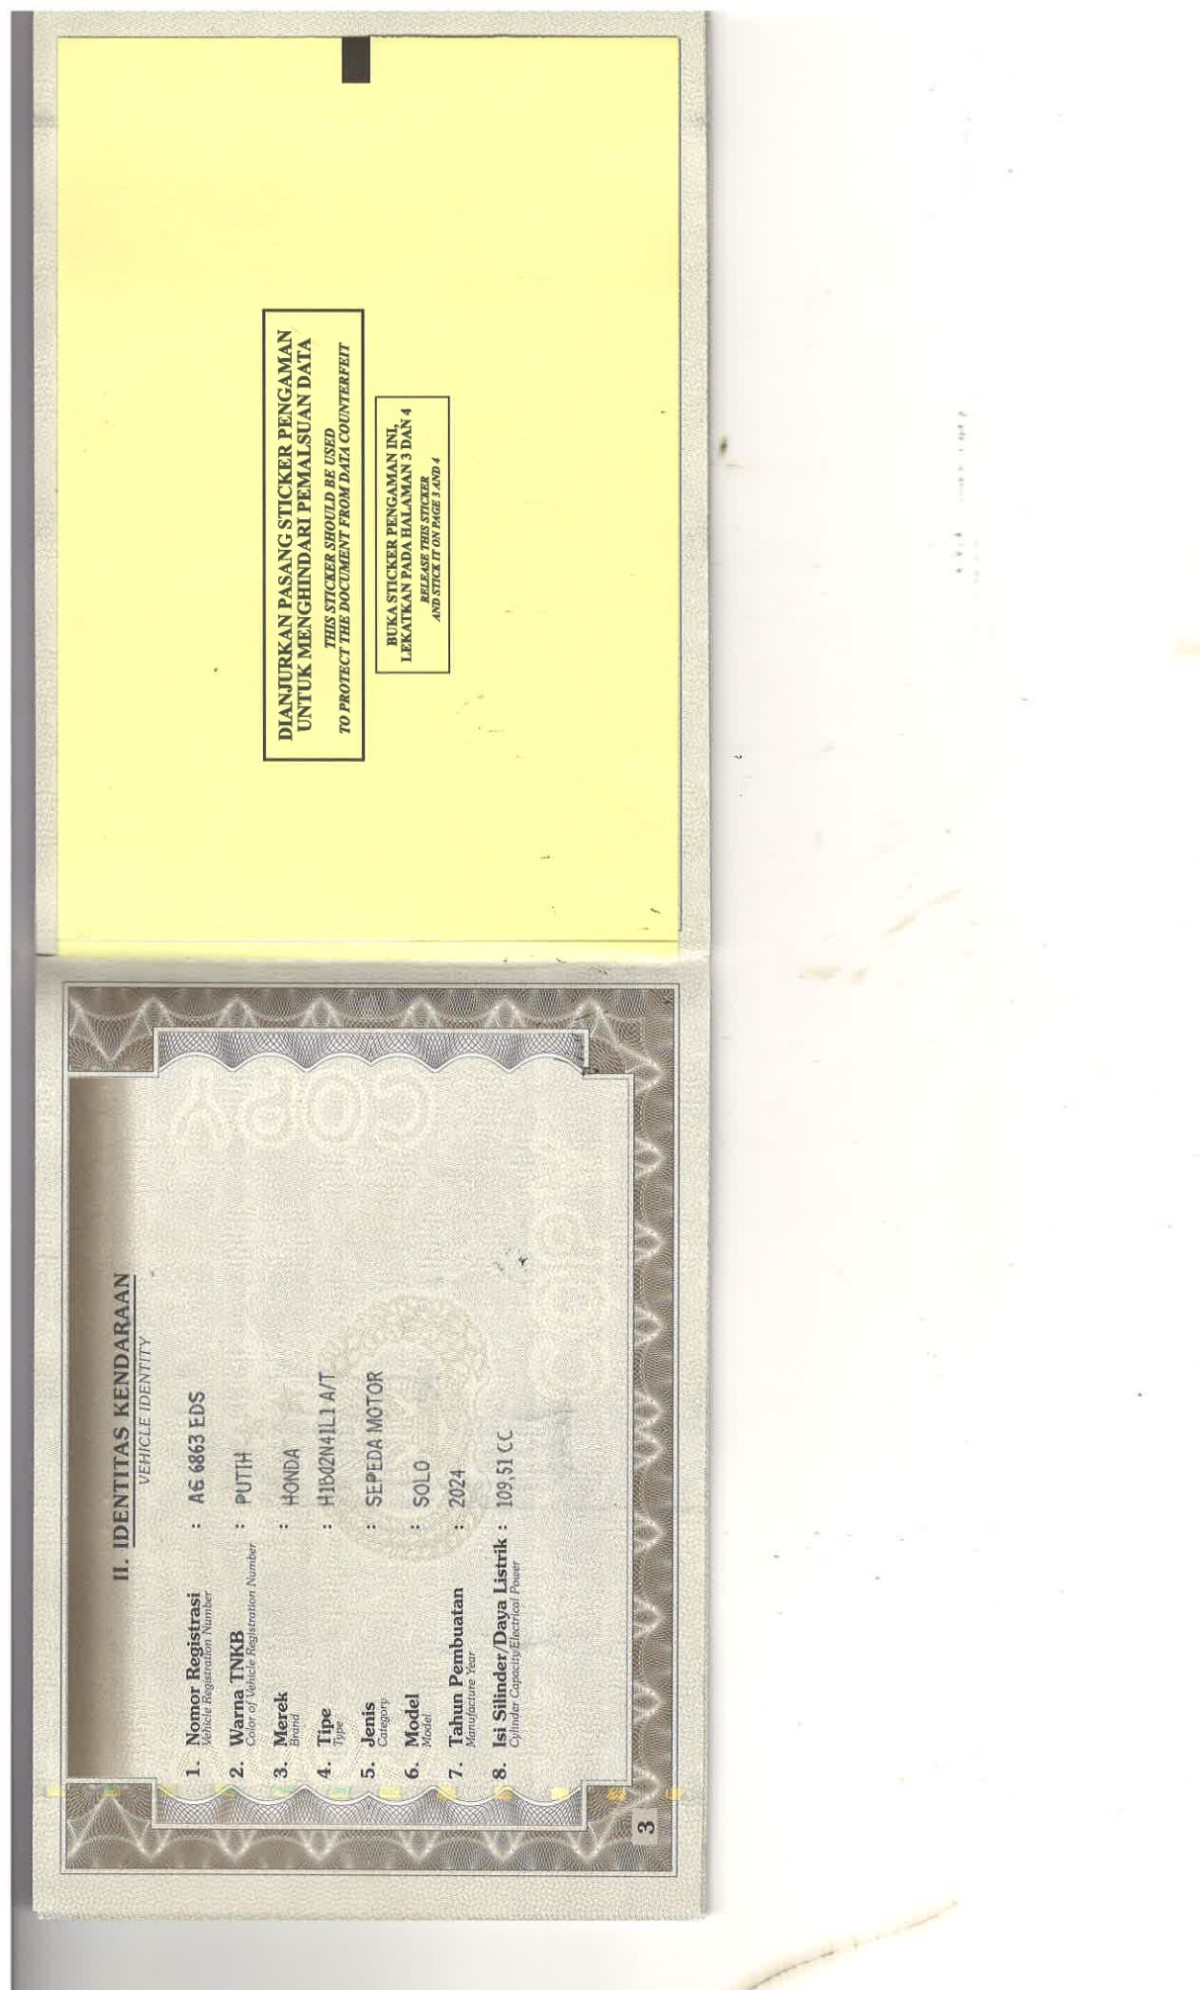 II. IDENTITAS KENDARAAN
VEHICLE IDENTITY
1. Nomor Registrasi : AG 6863 EDS
Vehicle Registration Number
2. Warna TNKB : PUTIH
Color of Vehicle Registration Number
3. Merek : HONDA
Brand
4. Tipe : H1B02N41L1 A/T
Type
5. Jenis : SEPEDA MOTOR
Category
6. Model : SOLO
Model
7. Tahun Pembuatan : 2024
Manufacture Year
8. Isi Silinder/Daya Listrik : 109,51 CC
Cylinder Capacity/Electrical Power
COPY
3
DIANJURKAN PASANG STICKER PENGAMAN
UNTUK MENGHINDARI PEMALSUAN DATA
THIS STICKER SHOULD BE USED
TO PROTECT THE DOCUMENT FROM DATA COUNTERFEIT
BUKA STICKER PENGAMAN INI,
LEKATKAN PADA HALAMAN 3 DAN 4
RELEASE THIS STICKER
AND STICK IT ON PAGE 3 AND 4